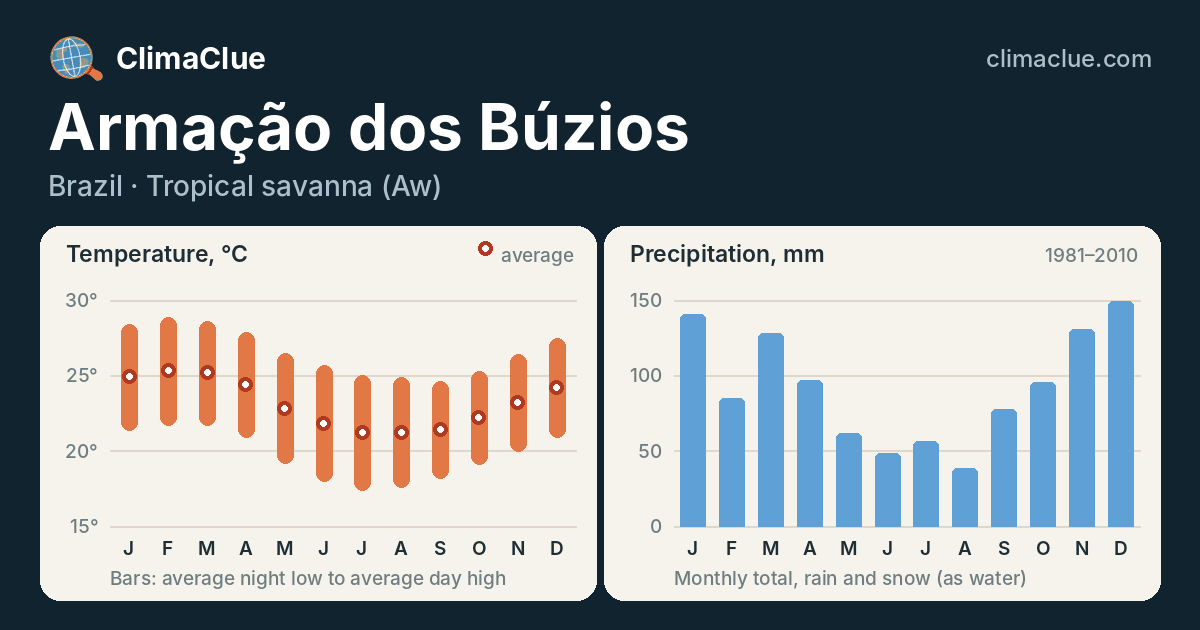 ClimaClue
climaclue.com
Armação dos Búzios
Brazil · Tropical savanna (Aw)
Temperature, °C
average
30°
25°
20°
15°
J F M A M J J A S O N D
Bars: average night low to average day high
Precipitation, mm
1981–2010
150
100
50
0
J F M A M J J A S O N D
Monthly total, rain and snow (as water)